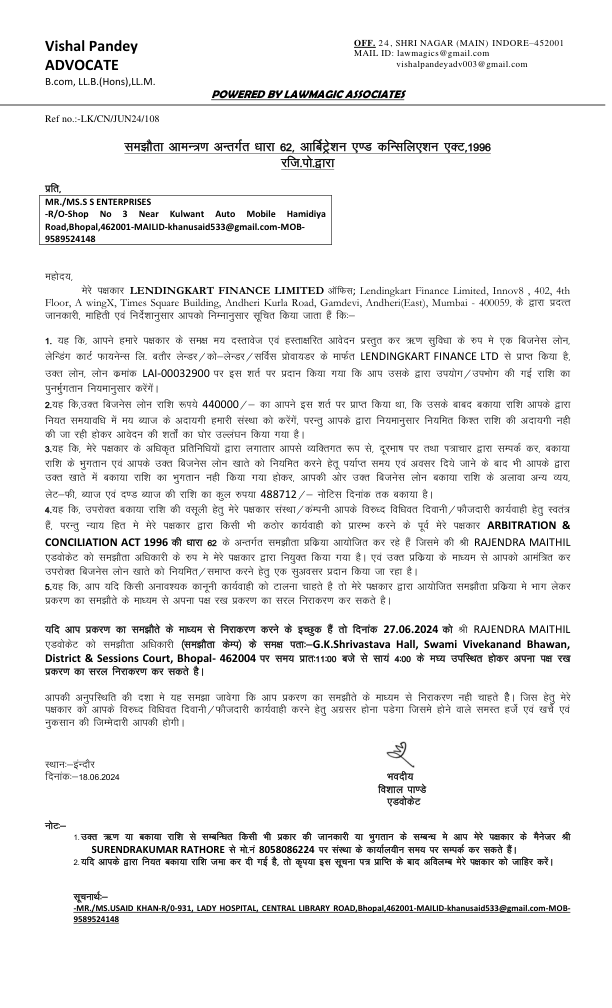 Vishal Pandey
ADVOCATE
B.com, LL.B.(Hons),LL.M.
OFF. 24, SHRI NAGAR (MAIN) INDORE–452001
MAIL ID: lawmagics@gmail.com
vishalpandeyadv003@gmail.com
POWERED BY LAWMAGIC ASSOCIATES
Ref no.:-LK/CN/JUN24/108
समझौता आमन्त्रण अन्तर्गत धारा 62, आर्बिट्रेशन एण्ड कन्सिलिएशन एक्ट,1996
रजि.पो.द्वारा
प्रति,
MR./MS.S S ENTERPRISES
-R/O-Shop No 3 Near Kulwant Auto Mobile Hamidiya
Road,Bhopal,462001-MAILID-khanusaid533@gmail.com-MOB-
9589524148
महोदय,
मेरे पक्षकार LENDINGKART FINANCE LIMITED ऑफिस: Lendingkart Finance Limited, Innov8 , 402, 4th
Floor, A wingX, Times Square Building, Andheri Kurla Road, Gamdevi, Andheri(East), Mumbai - 400059, के द्वारा प्रदत्त
जानकारी, माहिती एवं निर्देशानुसार आपको निम्नानुसार सूचित किया जाता हैं कि:–
1. यह कि, आपने हमारे पक्षकार के समक्ष मय दस्तावेज एवं हस्ताक्षरित आवेदन प्रस्तुत कर ऋण सुविधा के रुप मे एक बिजनेस लोन,
लेन्डिंग कार्ट फायनेन्स लि. बतौर लेन्डर/को–लेन्डर/सर्विस प्रोवायडर के मार्फत LENDINGKART FINANCE LTD से प्राप्त किया है,
उक्त लोन, लोन क्रमांक LAI-00032900 पर इस शर्त पर प्रदान किया गया कि आप उसके द्वारा उपयोग/उपभोग की गई राशि का
पुनर्मुगतान नियमानुसार करेंगें।
2.यह कि,उक्त बिजनेस लोन राशि रूपये 440000/– का आपने इस शर्त पर प्राप्त किया था, कि उसके बाबद बकाया राशि आपके द्वारा
नियत समयावधि में मय ब्याज के अदायगी हमारी संस्था को करेंगें, परन्तु आपके द्वारा नियमानुसार नियमित किश्त राशि की अदायगी नही
की जा रही होकर आवेदन की शर्तों का घोर उल्लंघन किया गया है।
3.यह कि, मेरे पक्षकार के अधिकृत प्रतिनिधियों द्वारा लगातार आपसे व्यक्तिगत रूप से, दूरभाष पर तथा पत्राचार द्वारा सम्पर्क कर, बकाया
राशि के भुगतान एवं आपके उक्त बिजनेस लोन खाते को नियमित करने हेतू पर्याप्त समय एवं अवसर दिये जाने के बाद भी आपके द्वारा
उक्त खाते में बकाया राशि का भुगतान नही किया गया होकर, आपकी ओर उक्त बिजनेस लोन बकाया राशि के अलावा अन्य व्यय,
लेट–फी, ब्याज एवं दण्ड ब्याज की राशि का कुल रुपया 488712/– नोटिस दिनांक तक बकाया है।
4.यह कि, उपरोक्त बकाया राशि की वसूली हेतु मेरे पक्षकार संस्था/कंपनी आपके विरुध्द विधिवत दिवानी/फौजदारी कार्यवाही हेतु स्वतंत्र
हैं, परन्तु न्याय हित मे मेरे पक्षकार द्वारा किसी भी कठोर कार्यवाही को प्रारम्भ करने के पूर्व मेरे पक्षकार ARBITRATION &
CONCILIATION ACT 1996 की धारा 62 के अन्तर्गत समझौता प्रक्रिया आयोजित कर रहे हैं जिसमे की श्री RAJENDRA MAITHIL
एडवोकेट को समझौता अधिकारी के रुप मे मेरे पक्षकार द्वारा नियुक्त किया गया है। एवं उक्त प्रक्रिया के माध्यम से आपको आमंत्रित कर
उपरोक्त बिजनेस लोन खाते को नियमित/समाप्त करने हेतु एक सुअवसर प्रदान किया जा रहा है।
5.यह कि, आप यदि किसी अनावश्यक कानूनी कार्यवाही को टालना चाहते है तो मेरे पक्षकार द्वारा आयोजित समझौता प्रक्रिया मे भाग लेकर
प्रकरण का समझौते के माध्यम से अपना पक्ष रख प्रकरण का सरल निराकरण कर सकते है।
यदि आप प्रकरण का समझौते के माध्यम से निराकरण करने के इच्छुक हैं तो दिनांक 27.06.2024 को श्री RAJENDRA MAITHIL
एडवोकेट को समझौता अधिकारी (समझौता केम्प) के समक्ष पता:–G.K.Shrivastava Hall, Swami Vivekanand Bhawan,
District & Sessions Court, Bhopal- 462004 पर समय प्रातः11:00 बजे से सायं 4:00 के मध्य उपस्थित होकर अपना पक्ष रख
प्रकरण का सरल निराकरण कर सकते है।
आपकी अनुपस्थिति की दशा मे यह समझा जावेगा कि आप प्रकरण का समझौते के माध्यम से निराकरण नही चाहते हैै। जिस हेतु मेरे
पक्षकार को आपके विरुध्द विधिवत दिवानी/फौजदारी कार्यवाही करने हेतु अग्रसर होना पडेगा जिसमे होने वाले समस्त हर्जे एवं खर्चे एवं
नुकसान की जिम्मेदारी आपकी होगी।
स्थानः–इंन्दौर
दिनांकः–18.06.2024
भवदीय
विशाल पाण्डे
एडवोकेट
नोटः–
1.उक्त ऋण या बकाया राशि से सम्बन्धित किसी भी प्रकार की जानकारी या भुगतान के सम्बन्ध मे आप मेरे पक्षकार के मैनेजर श्री
SURENDRAKUMAR RATHORE से मो.नं 8058086224 पर संस्था के कार्यालयीन समय पर सम्पर्क कर सकते हैं।
2.यदि आपके द्वारा नियत बकाया राशि जमा कर दी गई है, तो कृपया इस सूचना पत्र प्राप्ति के बाद अविलम्ब मेरे पक्षकार को जाहिर करें।
सूचनार्थः–
-MR./MS.USAID KHAN-R/0-931, LADY HOSPITAL, CENTRAL LIBRARY ROAD,Bhopal,462001-MAILID-khanusaid533@gmail.com-MOB-
9589524148